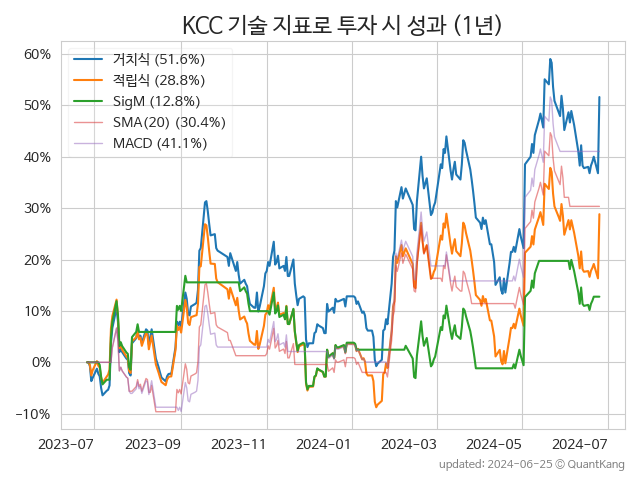 KCC 기술 지표로 투자 시 성과 (1년)
거치식 (51.6%)
적립식 (28.8%)
SigM (12.8%)
SMA(20) (30.4%)
MACD (41.1%)
60%
50%
40%
30%
20%
10%
0%
−10%
2023-07
2023-09
2023-11
2024-01
2024-03
2024-05
2024-07
updated: 2024-06-25 © QuantKang